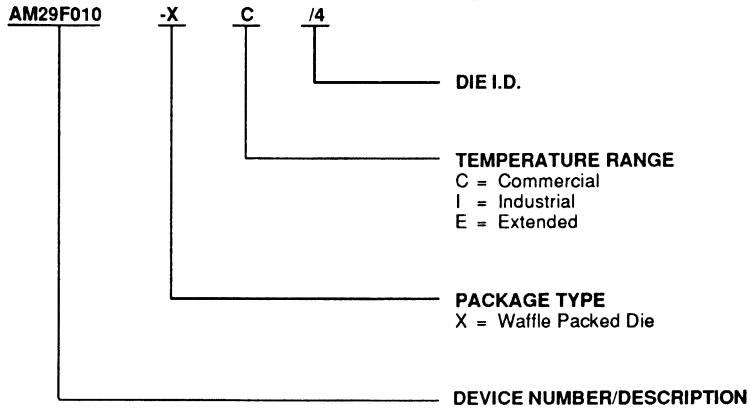 AM29F010 -X C /4
DIE I.D.
TEMPERATURE RANGE
C = Commercial
I = Industrial
E = Extended
PACKAGE TYPE
X = Waffle Packed Die
DEVICE NUMBER/DESCRIPTION